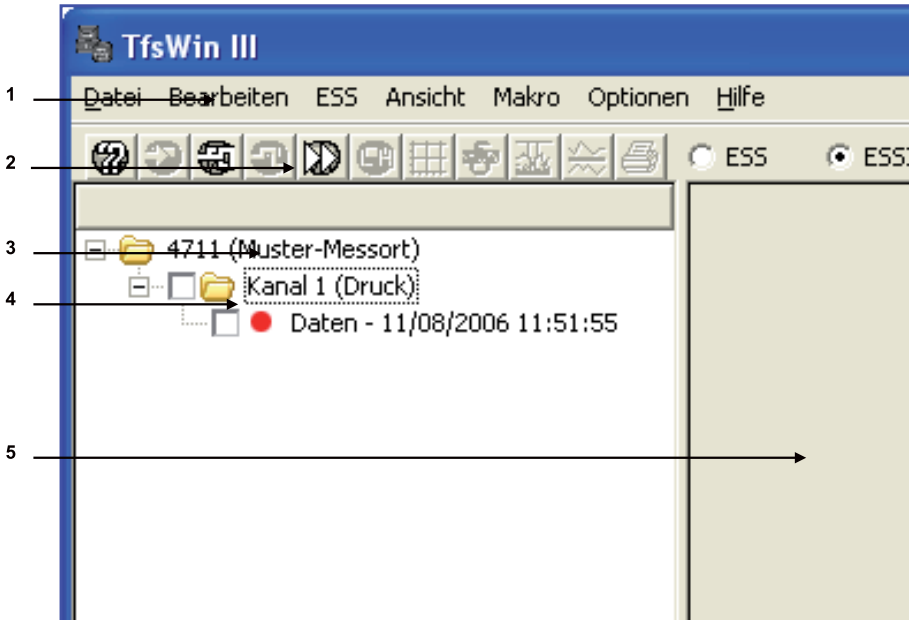 TfsWin III
1 Datei Bearbeiten ESS Ansicht Makro Optionen Hilfe
2 ESS
3 4711 (Muster-Messort)
Kanal 1 (Druck)
4
Daten - 11/08/2006 11:51:55
5